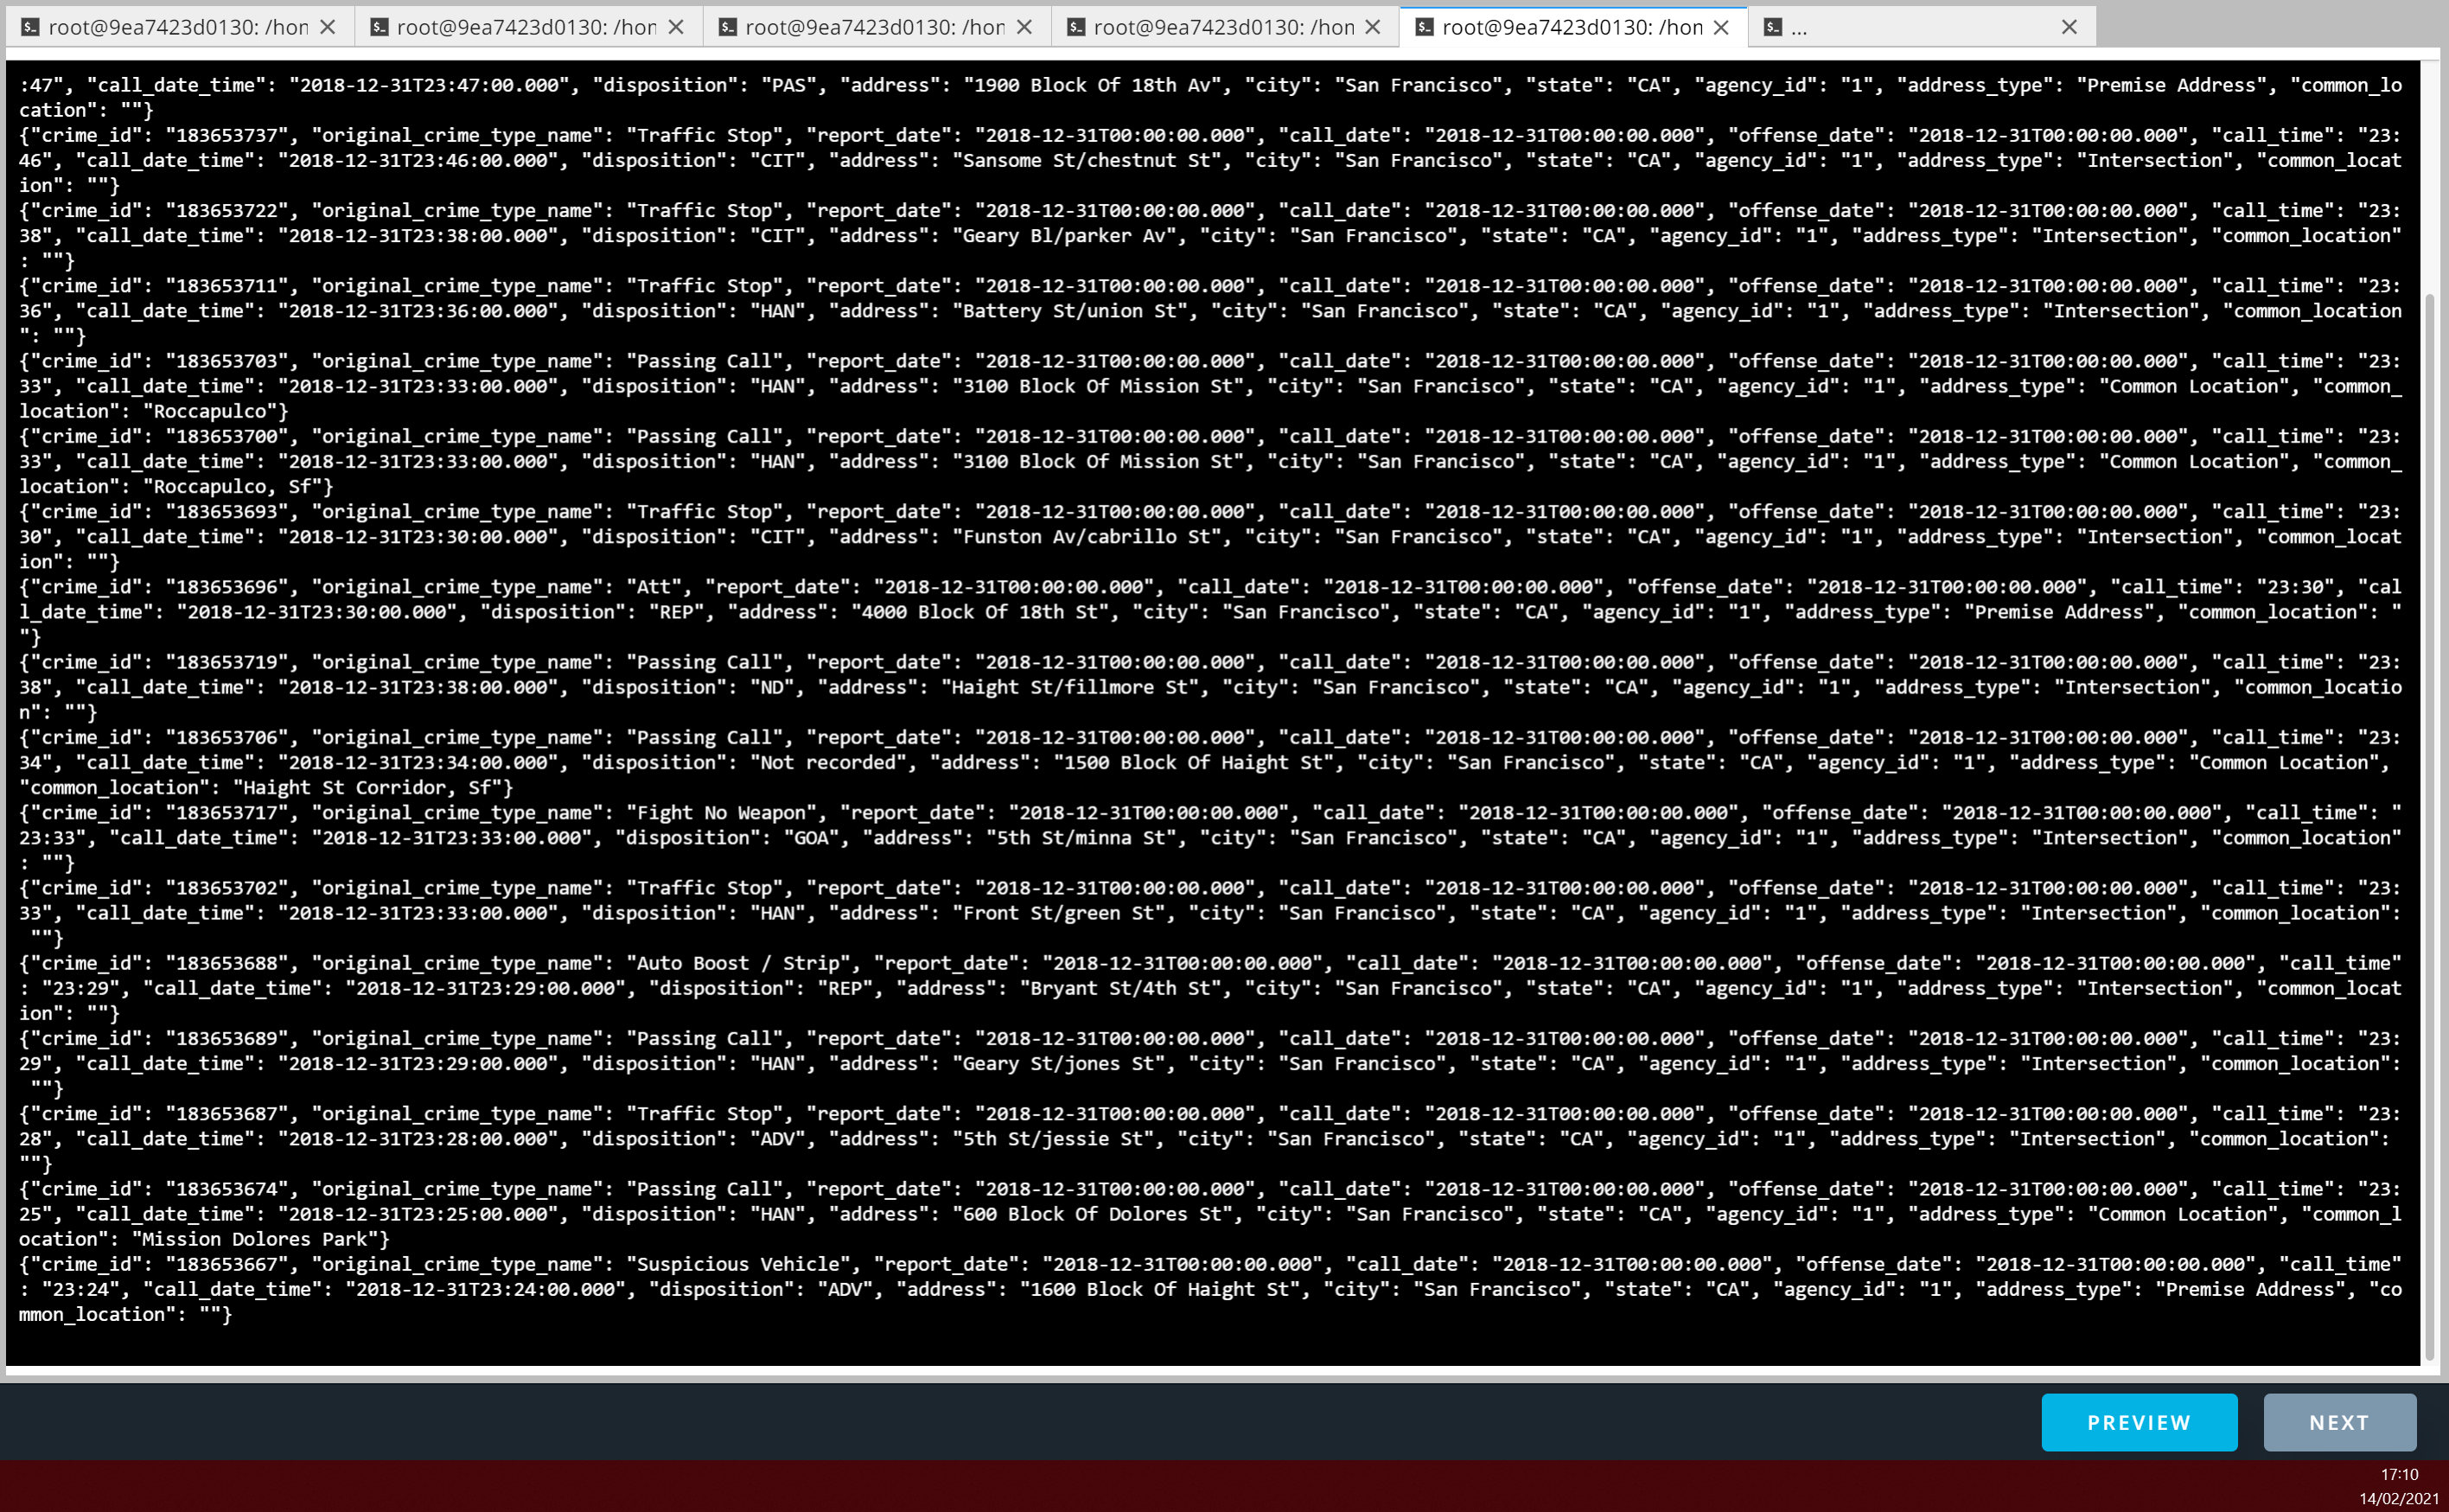 root@9ea7423d0130: /hon
root@9ea7423d0130: /hon
root@9ea7423d0130: /hon
root@9ea7423d0130: /hon
root@9ea7423d0130: /hon
...
:47", "call_date_time": "2018-12-31T23:47:00.000", "disposition": "PAS", "address": "1900 Block Of 18th Av", "city": "San Francisco", "state": "CA", "agency_id": "1", "address_type": "Premise Address", "common_lo
cation": ""}
{"crime_id": "183653737", "original_crime_type_name": "Traffic Stop", "report_date": "2018-12-31T00:00:00.000", "call_date": "2018-12-31T00:00:00.000", "offense_date": "2018-12-31T00:00:00.000", "call_time": "23:
46", "call_date_time": "2018-12-31T23:46:00.000", "disposition": "CIT", "address": "Sansome St/chestnut St", "city": "San Francisco", "state": "CA", "agency_id": "1", "address_type": "Intersection", "common_locat
ion": ""}
{"crime_id": "183653722", "original_crime_type_name": "Traffic Stop", "report_date": "2018-12-31T00:00:00.000", "call_date": "2018-12-31T00:00:00.000", "offense_date": "2018-12-31T00:00:00.000", "call_time": "23:
38", "call_date_time": "2018-12-31T23:38:00.000", "disposition": "CIT", "address": "Geary Bl/parker Av", "city": "San Francisco", "state": "CA", "agency_id": "1", "address_type": "Intersection", "common_location"
: ""}
{"crime_id": "183653711", "original_crime_type_name": "Traffic Stop", "report_date": "2018-12-31T00:00:00.000", "call_date": "2018-12-31T00:00:00.000", "offense_date": "2018-12-31T00:00:00.000", "call_time": "23:
36", "call_date_time": "2018-12-31T23:36:00.000", "disposition": "HAN", "address": "Battery St/union St", "city": "San Francisco", "state": "CA", "agency_id": "1", "address_type": "Intersection", "common_location
": ""}
{"crime_id": "183653703", "original_crime_type_name": "Passing Call", "report_date": "2018-12-31T00:00:00.000", "call_date": "2018-12-31T00:00:00.000", "offense_date": "2018-12-31T00:00:00.000", "call_time": "23:
33", "call_date_time": "2018-12-31T23:33:00.000", "disposition": "HAN", "address": "3100 Block Of Mission St", "city": "San Francisco", "state": "CA", "agency_id": "1", "address_type": "Common Location", "common_
location": "Roccapulco"}
{"crime_id": "183653700", "original_crime_type_name": "Passing Call", "report_date": "2018-12-31T00:00:00.000", "call_date": "2018-12-31T00:00:00.000", "offense_date": "2018-12-31T00:00:00.000", "call_time": "23:
33", "call_date_time": "2018-12-31T23:33:00.000", "disposition": "HAN", "address": "3100 Block Of Mission St", "city": "San Francisco", "state": "CA", "agency_id": "1", "address_type": "Common Location", "common_
location": "Roccapulco, Sf"}
{"crime_id": "183653693", "original_crime_type_name": "Traffic Stop", "report_date": "2018-12-31T00:00:00.000", "call_date": "2018-12-31T00:00:00.000", "offense_date": "2018-12-31T00:00:00.000", "call_time": "23:
30", "call_date_time": "2018-12-31T23:30:00.000", "disposition": "CIT", "address": "Funston Av/cabrillo St", "city": "San Francisco", "state": "CA", "agency_id": "1", "address_type": "Intersection", "common_locat
ion": ""}
{"crime_id": "183653696", "original_crime_type_name": "Att", "report_date": "2018-12-31T00:00:00.000", "call_date": "2018-12-31T00:00:00.000", "offense_date": "2018-12-31T00:00:00.000", "call_time": "23:30", "cal
l_date_time": "2018-12-31T23:30:00.000", "disposition": "REP", "address": "4000 Block Of 18th St", "city": "San Francisco", "state": "CA", "agency_id": "1", "address_type": "Premise Address", "common_location": "
"}
{"crime_id": "183653719", "original_crime_type_name": "Passing Call", "report_date": "2018-12-31T00:00:00.000", "call_date": "2018-12-31T00:00:00.000", "offense_date": "2018-12-31T00:00:00.000", "call_time": "23:
38", "call_date_time": "2018-12-31T23:38:00.000", "disposition": "ND", "address": "Haight St/fillmore St", "city": "San Francisco", "state": "CA", "agency_id": "1", "address_type": "Intersection", "common_locatio
n": ""}
{"crime_id": "183653706", "original_crime_type_name": "Passing Call", "report_date": "2018-12-31T00:00:00.000", "call_date": "2018-12-31T00:00:00.000", "offense_date": "2018-12-31T00:00:00.000", "call_time": "23:
34", "call_date_time": "2018-12-31T23:34:00.000", "disposition": "Not recorded", "address": "1500 Block Of Haight St", "city": "San Francisco", "state": "CA", "agency_id": "1", "address_type": "Common Location",
"common_location": "Haight St Corridor, Sf"}
{"crime_id": "183653717", "original_crime_type_name": "Fight No Weapon", "report_date": "2018-12-31T00:00:00.000", "call_date": "2018-12-31T00:00:00.000", "offense_date": "2018-12-31T00:00:00.000", "call_time": "
23:33", "call_date_time": "2018-12-31T23:33:00.000", "disposition": "GOA", "address": "5th St/minna St", "city": "San Francisco", "state": "CA", "agency_id": "1", "address_type": "Intersection", "common_location"
: ""}
{"crime_id": "183653702", "original_crime_type_name": "Traffic Stop", "report_date": "2018-12-31T00:00:00.000", "call_date": "2018-12-31T00:00:00.000", "offense_date": "2018-12-31T00:00:00.000", "call_time": "23:
33", "call_date_time": "2018-12-31T23:33:00.000", "disposition": "HAN", "address": "Front St/green St", "city": "San Francisco", "state": "CA", "agency_id": "1", "address_type": "Intersection", "common_location":
""}
{"crime_id": "183653688", "original_crime_type_name": "Auto Boost / Strip", "report_date": "2018-12-31T00:00:00.000", "call_date": "2018-12-31T00:00:00.000", "offense_date": "2018-12-31T00:00:00.000", "call_time"
: "23:29", "call_date_time": "2018-12-31T23:29:00.000", "disposition": "REP", "address": "Bryant St/4th St", "city": "San Francisco", "state": "CA", "agency_id": "1", "address_type": "Intersection", "common_locat
ion": ""}
{"crime_id": "183653689", "original_crime_type_name": "Passing Call", "report_date": "2018-12-31T00:00:00.000", "call_date": "2018-12-31T00:00:00.000", "offense_date": "2018-12-31T00:00:00.000", "call_time": "23:
29", "call_date_time": "2018-12-31T23:29:00.000", "disposition": "HAN", "address": "Geary St/jones St", "city": "San Francisco", "state": "CA", "agency_id": "1", "address_type": "Intersection", "common_location":
""}
{"crime_id": "183653687", "original_crime_type_name": "Traffic Stop", "report_date": "2018-12-31T00:00:00.000", "call_date": "2018-12-31T00:00:00.000", "offense_date": "2018-12-31T00:00:00.000", "call_time": "23:
28", "call_date_time": "2018-12-31T23:28:00.000", "disposition": "ADV", "address": "5th St/jessie St", "city": "San Francisco", "state": "CA", "agency_id": "1", "address_type": "Intersection", "common_location":
""}
{"crime_id": "183653674", "original_crime_type_name": "Passing Call", "report_date": "2018-12-31T00:00:00.000", "call_date": "2018-12-31T00:00:00.000", "offense_date": "2018-12-31T00:00:00.000", "call_time": "23:
25", "call_date_time": "2018-12-31T23:25:00.000", "disposition": "HAN", "address": "600 Block Of Dolores St", "city": "San Francisco", "state": "CA", "agency_id": "1", "address_type": "Common Location", "common_l
ocation": "Mission Dolores Park"}
{"crime_id": "183653667", "original_crime_type_name": "Suspicious Vehicle", "report_date": "2018-12-31T00:00:00.000", "call_date": "2018-12-31T00:00:00.000", "offense_date": "2018-12-31T00:00:00.000", "call_time"
: "23:24", "call_date_time": "2018-12-31T23:24:00.000", "disposition": "ADV", "address": "1600 Block Of Haight St", "city": "San Francisco", "state": "CA", "agency_id": "1", "address_type": "Premise Address", "co
mmon_location": ""}
PREVIEW
NEXT
17:10
14/02/2021